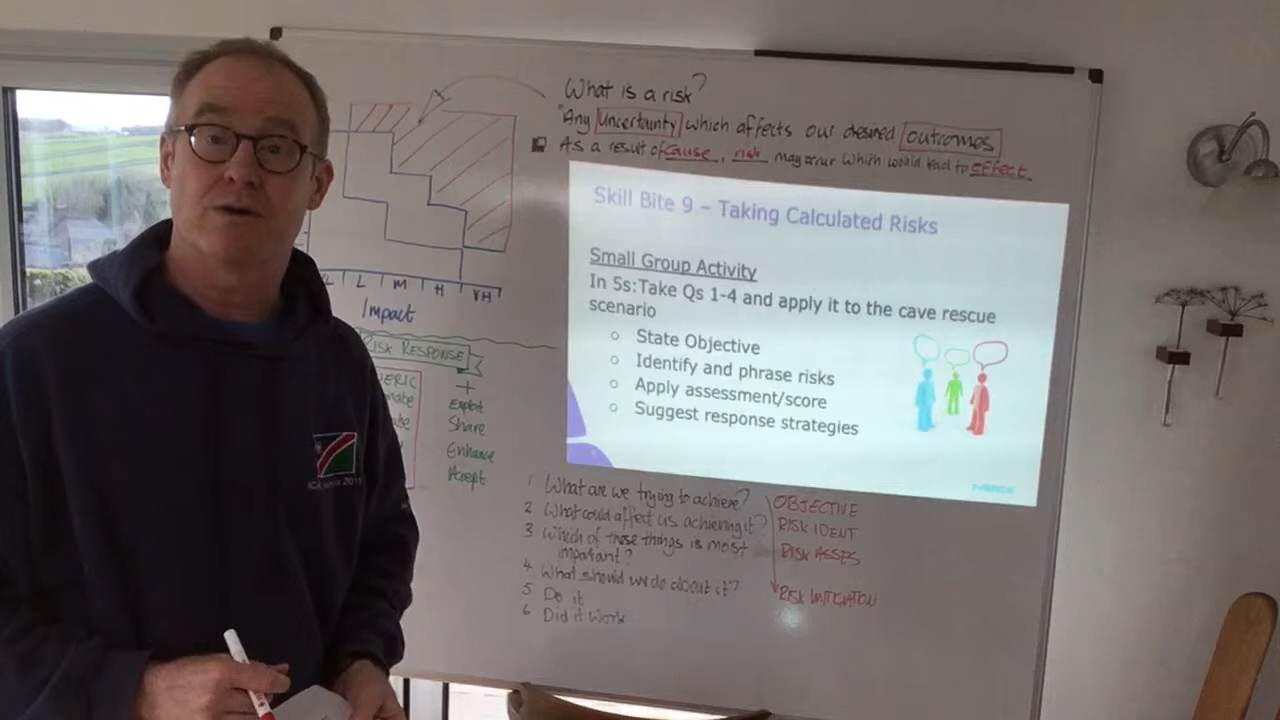 What is a risk?
"Any uncertainty which affects our desired outcomes
As a result of cause, risk may occur which would lead to effect.
L M H VH
Impact
RISK RESPONSE
+
Exploit
Share
Enhance
Accept
Skill Bite 9 – Taking Calculated Risks
Small Group Activity
In 5s:Take Qs 1-4 and apply it to the cave rescue
scenario
State Objective
Identify and phrase risks
Apply assessment/score
Suggest response strategies
1 What are we trying to achieve?
2 What could affect us achieving it?
3 Which of these things is most
important?
4 What should we do about it?
5 Do it
6 Did it work
OBJECTIVE
RISK IDENT
RISK ASSES
RISK MITIGATION